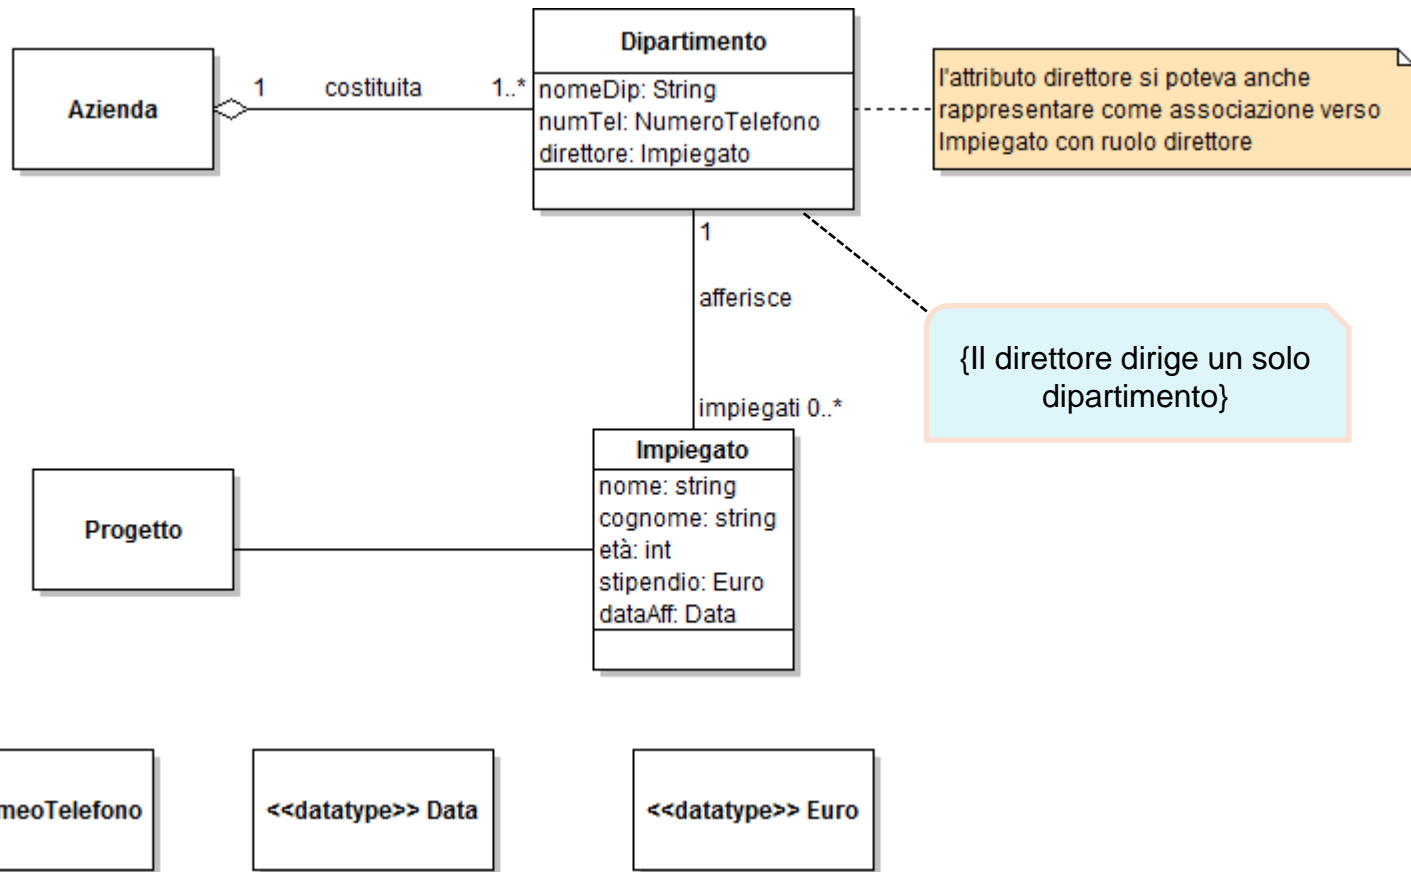 Dipartimento
Azienda
1 costituita 1..*
nomeDip: String
numTel: NumeroTelefono
direttore: Impiegato
l'attributo direttore si poteva anche
rappresentare come associazione verso
Impiegato con ruolo direttore
1
afferisce
{Il direttore dirige un solo
dipartimento}
impiegati 0..*
Impiegato
nome: string
cognome: string
età: int
stipendio: Euro
dataAff: Data
Progetto
meoTelefono
<<datatype>> Data
<<datatype>> Euro